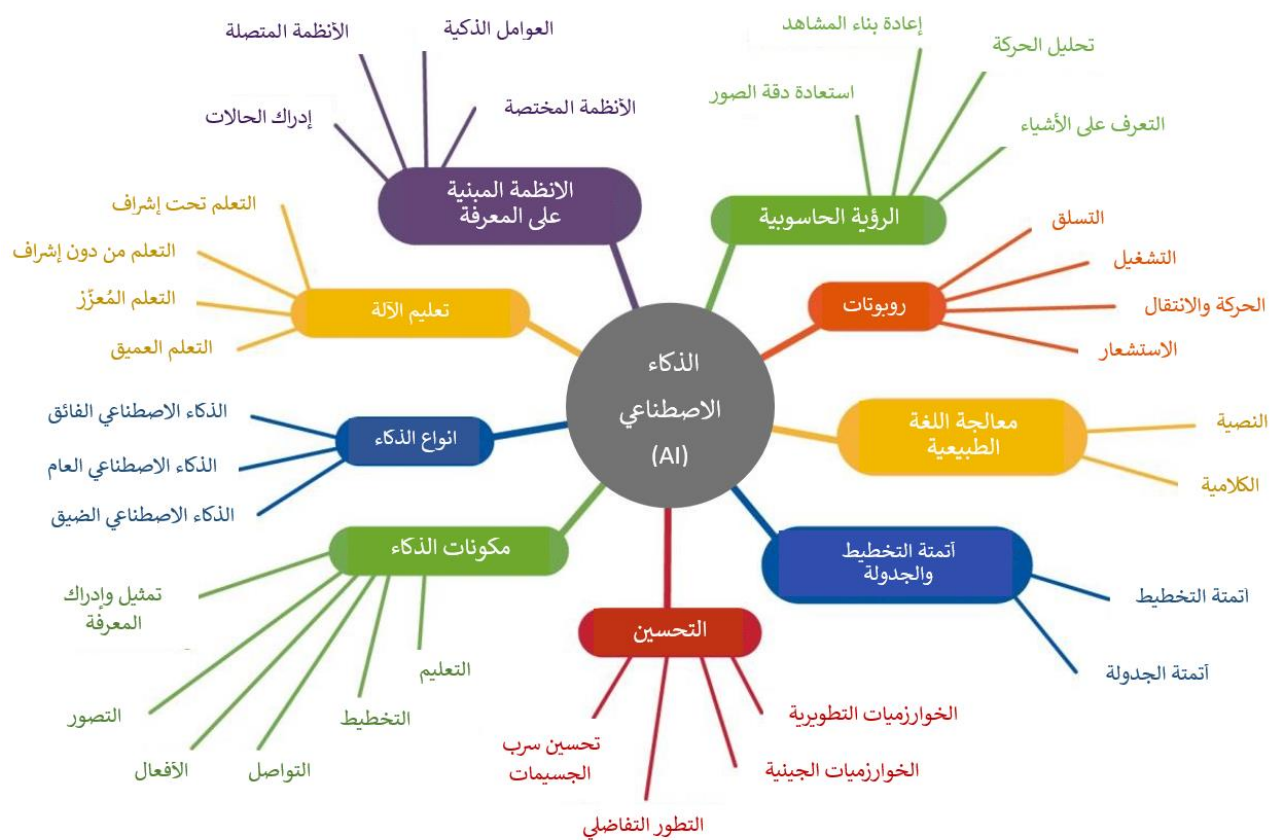 الذكاء
الاصطناعي
(AI)
الرؤية الحاسوبية
استعادة دقة الصور
إعادة بناء المشاهد
تحليل الحركة
التعرف على الأشياء
روبوتات
التسلق
التشغيل
الحركة والانتقال
الاستشعار
معالجة اللغة
الطبيعية
النصية
الكلامية
أتمتة التخطيط
والجدولة
أتمتة التخطيط
أتمتة الجدولة
التحسين
الخوارزميات التطويرية
الخوارزميات الجينية
التطور التفاضلي
تحسين سرب
الجسيمات
مكونات الذكاء
التعليم
التخطيط
التواصل
الأفعال
التصور
تمثيل وإدراك
المعرفة
انواع الذكاء
الذكاء الاصطناعي الفائق
الذكاء الاصطناعي العام
الذكاء الاصطناعي الضيق
تعليم الآلة
التعلم تحت إشراف
التعلم من دون إشراف
التعلم المُعزّز
التعلم العميق
الانظمة المبنية
على المعرفة
إدراك الحالات
الأنظمة المتصلة
العوامل الذكية
الأنظمة المختصة